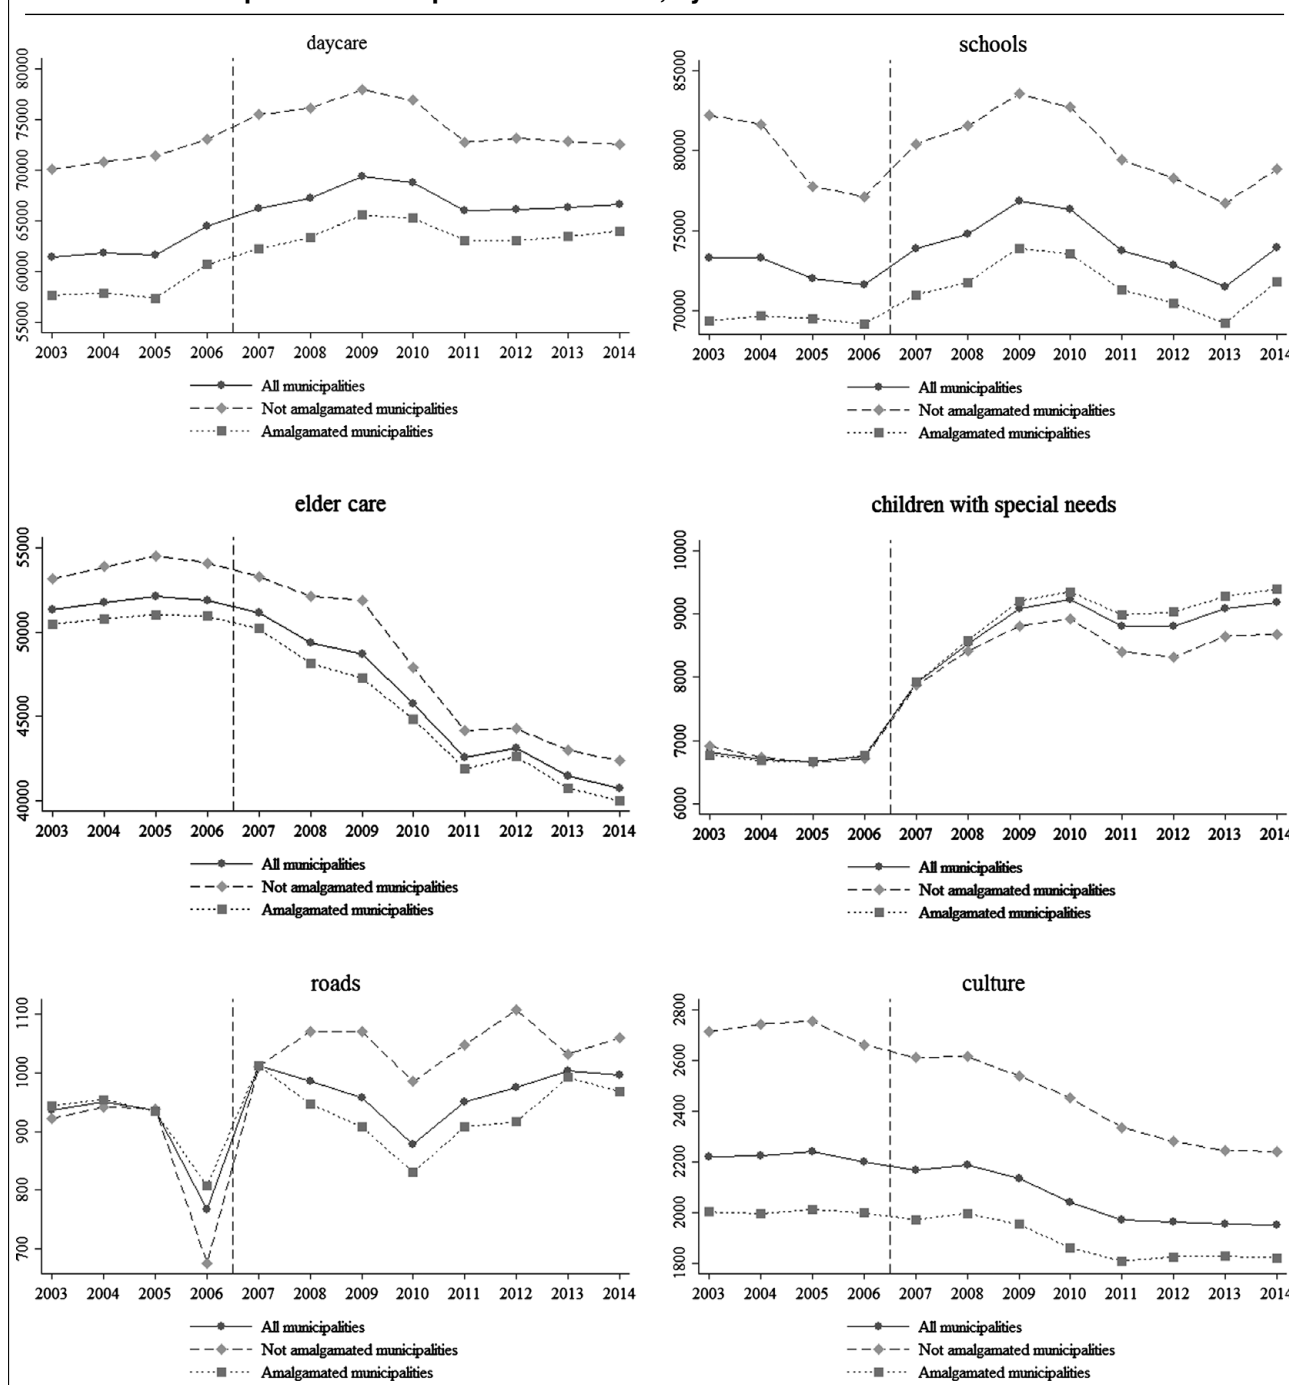 daycare
80000
75000
70000
65000
60000
55000
2003 2004 2005 2006 2007 2008 2009 2010 2011 2012 2013 2014
All municipalities
Not amalgamated municipalities
Amalgamated municipalities
schools
85000
80000
75000
70000
2003 2004 2005 2006 2007 2008 2009 2010 2011 2012 2013 2014
All municipalities
Not amalgamated municipalities
Amalgamated municipalities
elder care
55000
50000
45000
40000
2003 2004 2005 2006 2007 2008 2009 2010 2011 2012 2013 2014
All municipalities
Not amalgamated municipalities
Amalgamated municipalities
children with special needs
10000
9000
8000
7000
6000
2003 2004 2005 2006 2007 2008 2009 2010 2011 2012 2013 2014
All municipalities
Not amalgamated municipalities
Amalgamated municipalities
roads
1100
1000
900
800
700
2003 2004 2005 2006 2007 2008 2009 2010 2011 2012 2013 2014
All municipalities
Not amalgamated municipalities
Amalgamated municipalities
culture
2800
2600
2400
2200
2000
1800
2003 2004 2005 2006 2007 2008 2009 2010 2011 2012 2013 2014
All municipalities
Not amalgamated municipalities
Amalgamated municipalities